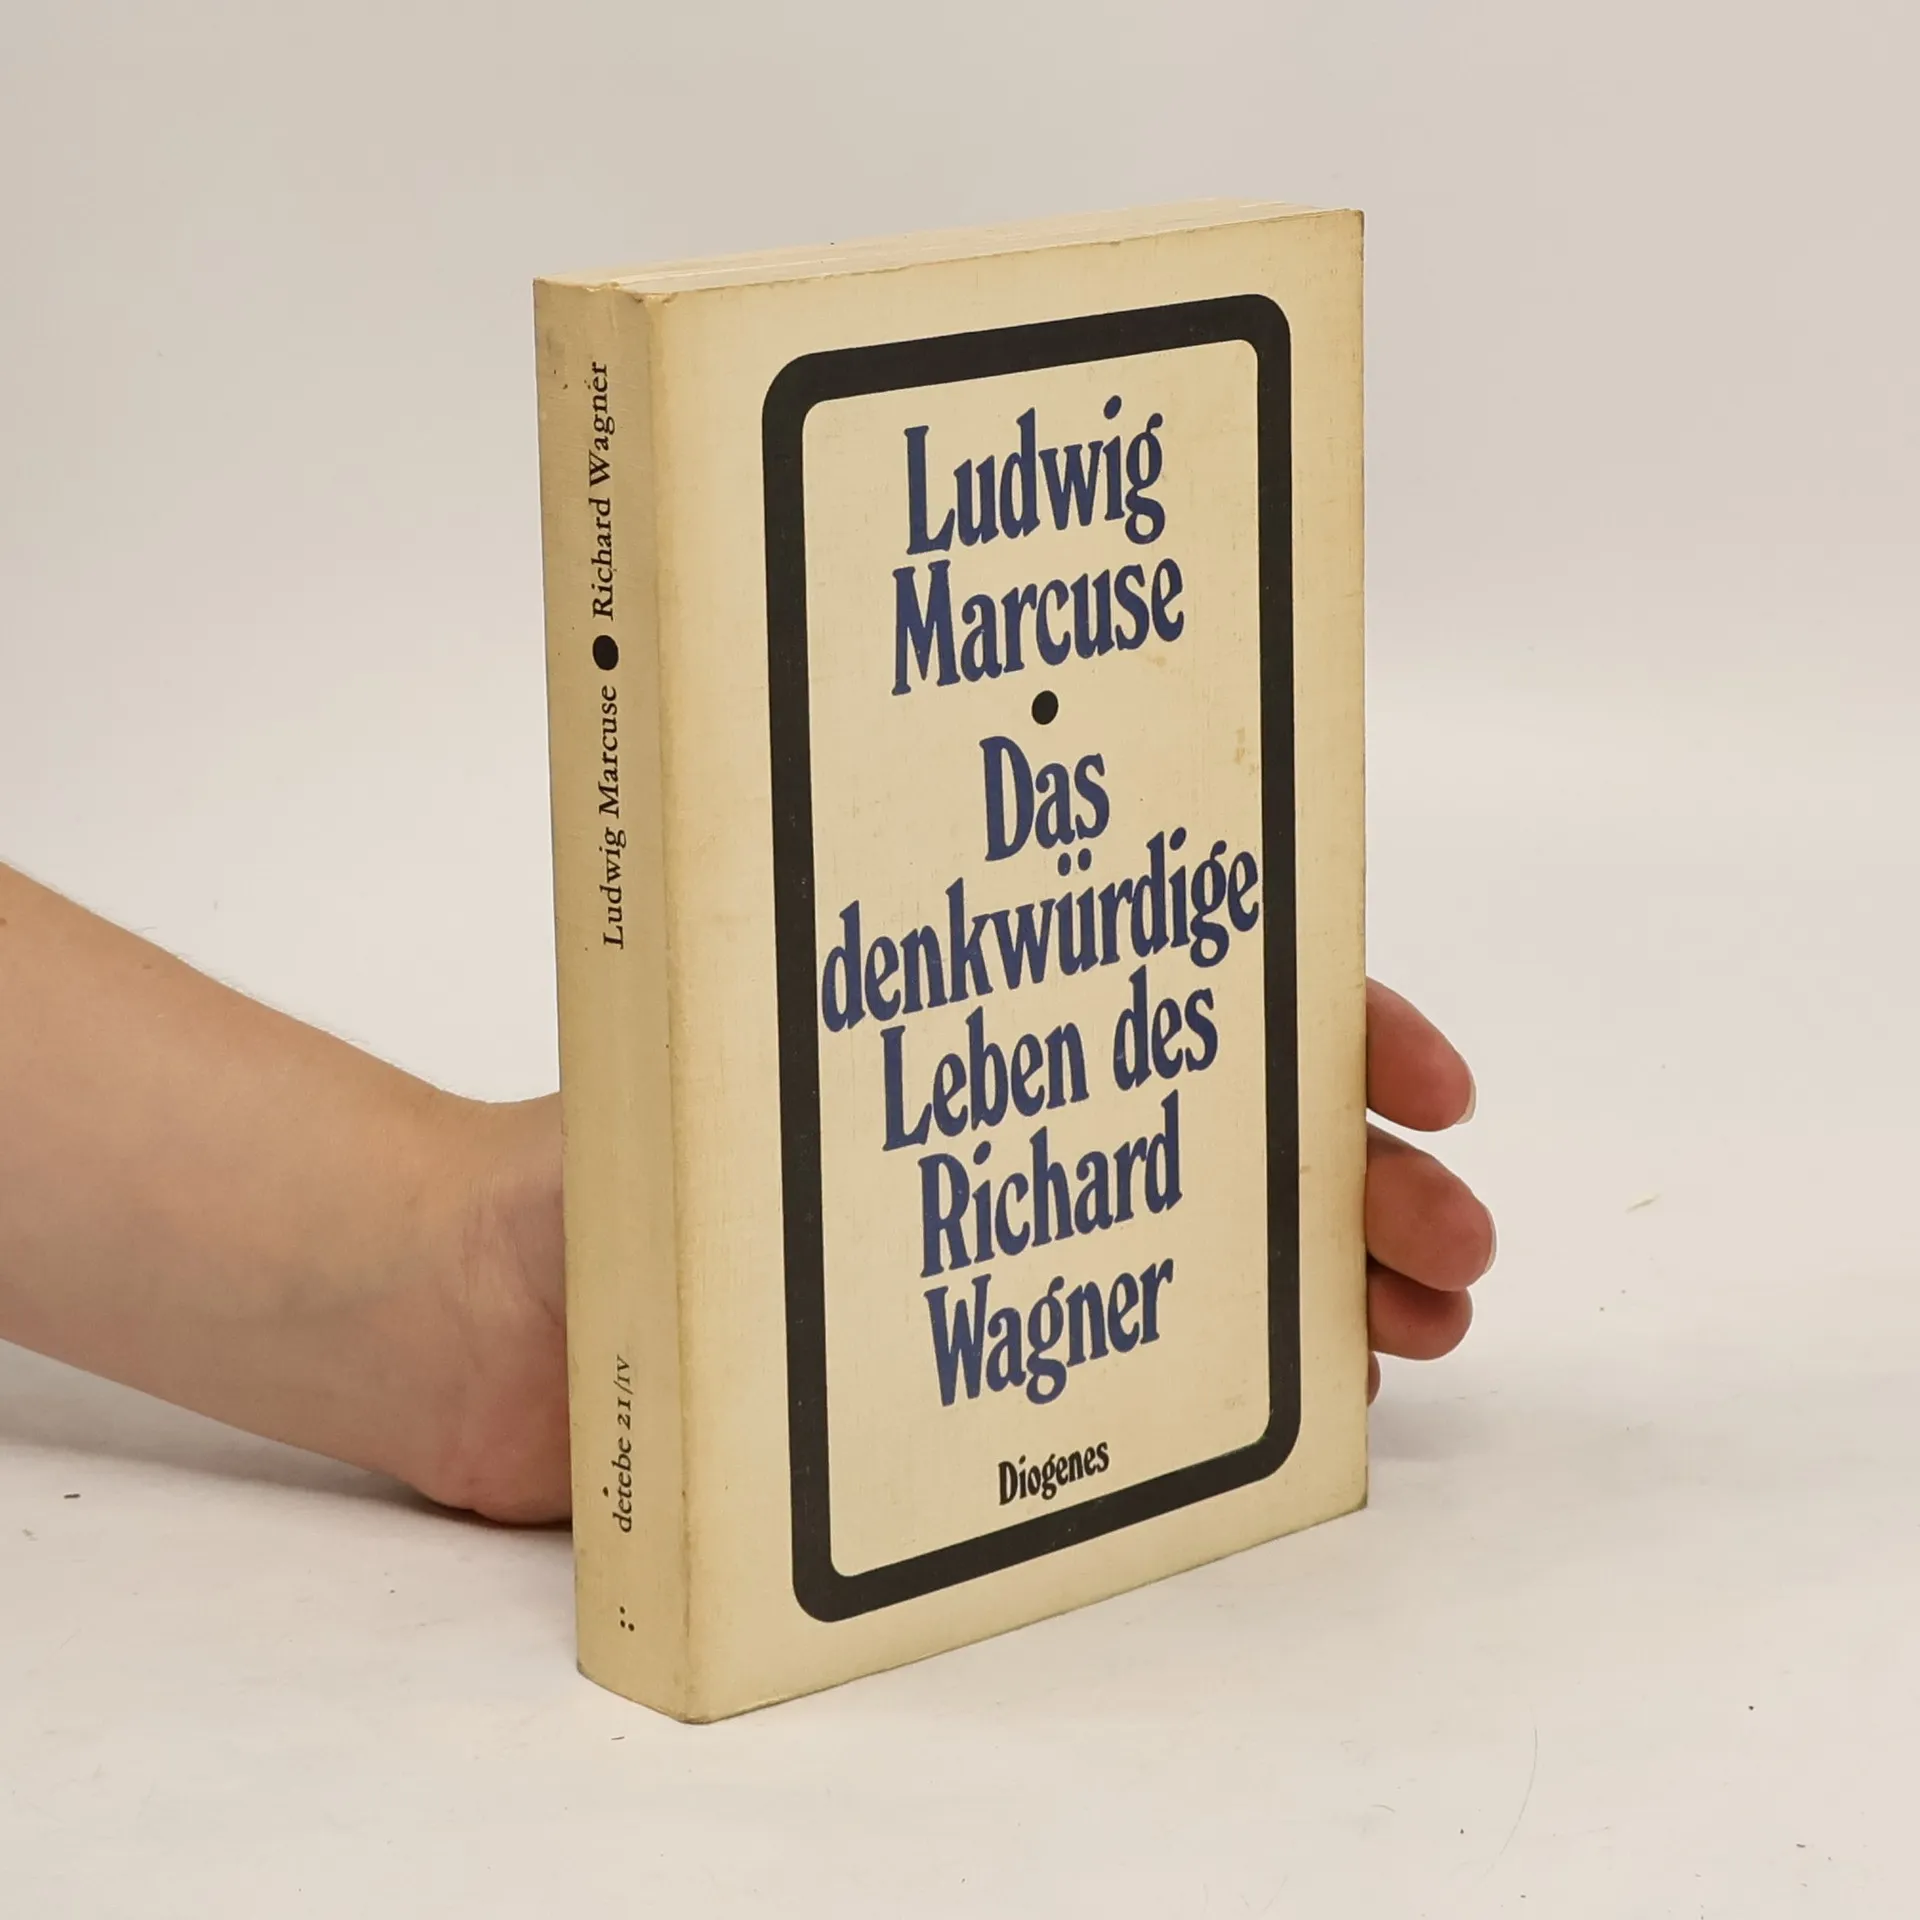 Ludwig Marcuse ● Richard Wagner
detebe 21/IV
Ludwig
Marcuse
•
Das
denkwürdige
Leben des
Richard
Wagner
Diogenes